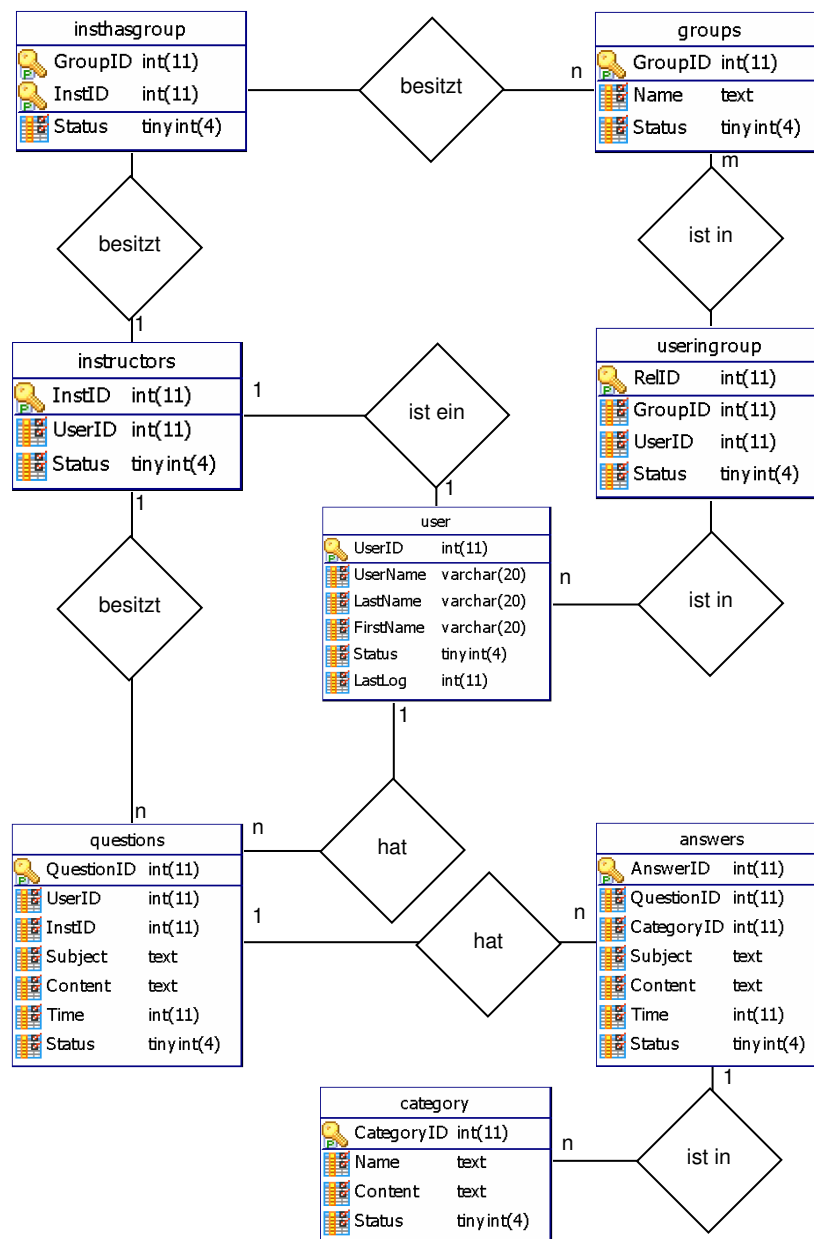 insthasgroup
GroupID int(11)
InstID int(11)
Status tinyint(4)
besitzt
n
groups
GroupID int(11)
Name text
Status tinyint(4)
m
besitzt
ist in
1
instructors
InstID int(11)
UserID int(11)
Status tinyint(4)
1
ist ein
1
useringroup
RelID int(11)
GroupID int(11)
UserID int(11)
Status tinyint(4)
1
user
UserID int(11)
UserName varchar(20)
LastName varchar(20)
FirstName varchar(20)
Status tinyint(4)
LastLog int(11)
n
ist in
besitzt
1
n
questions
QuestionID int(11)
UserID int(11)
InstID int(11)
Subject text
Content text
Time int(11)
Status tinyint(4)
n
hat
1
hat
n
answers
AnswerID int(11)
QuestionID int(11)
CategoryID int(11)
Subject text
Content text
Time int(11)
Status tinyint(4)
1
category
CategoryID int(11)
Name text
Content text
Status tinyint(4)
n
ist in